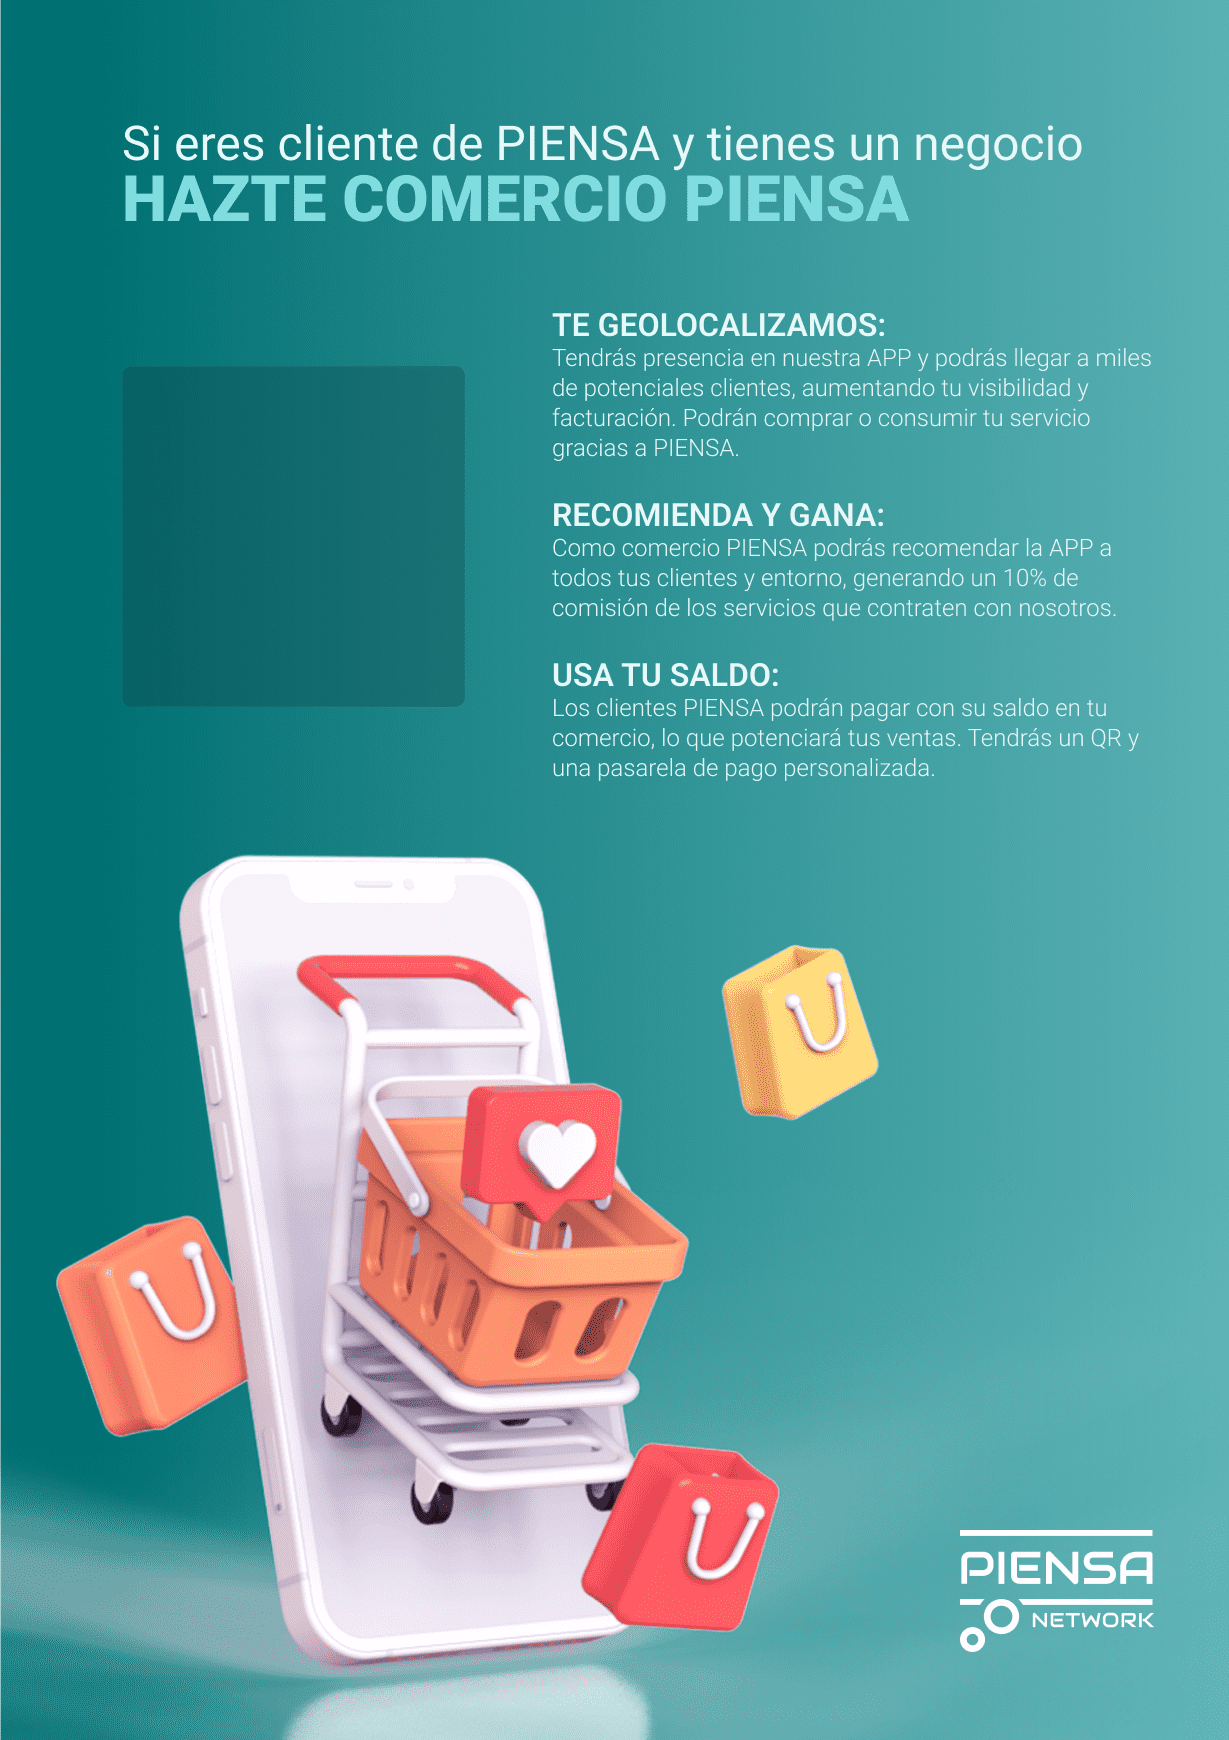 Si eres cliente de PIENSA y tienes un negocio
HAZTE COMERCIO PIENSA
TE GEOLOCALIZAMOS:
Tendrás presencia en nuestra APP y podrás llegar a miles
de potenciales clientes, aumentando tu visibilidad y
facturación. Podrán comprar o consumir tu servicio
gracias a PIENSA.
RECOMIENDA Y GANA:
Como comercio PIENSA podrás recomendar la APP a
todos tus clientes y entorno, generando un 10% de
comisión de los servicios que contraten con nosotros.
USA TU SALDO:
Los clientes PIENSA podrán pagar con su saldo en tu
comercio, lo que potenciará tus ventas. Tendrás un QR y
una pasarela de pago personalizada.
PIENSA
NETWORK